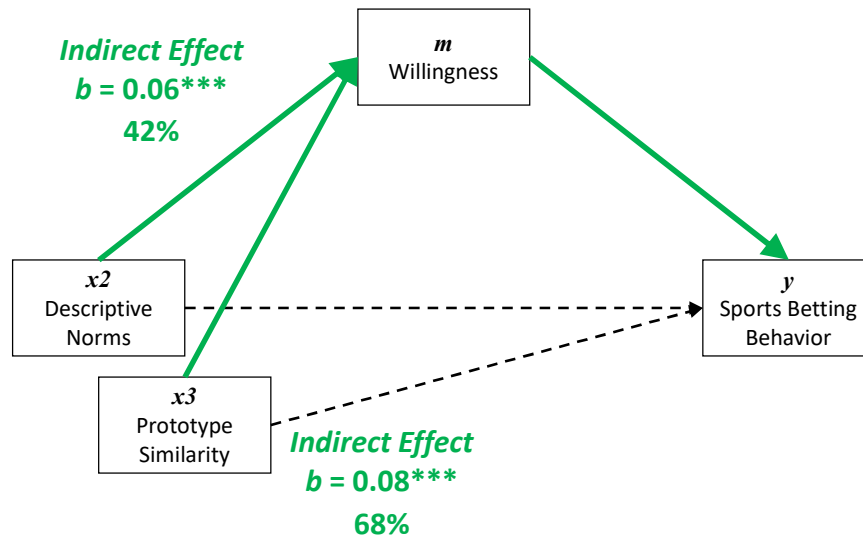 m
Willingness
Indirect Effect
b = 0.06***
42%
x2
Descriptive
Norms
y
Sports Betting
Behavior
x3
Prototype
Similarity
Indirect Effect
b = 0.08***
68%